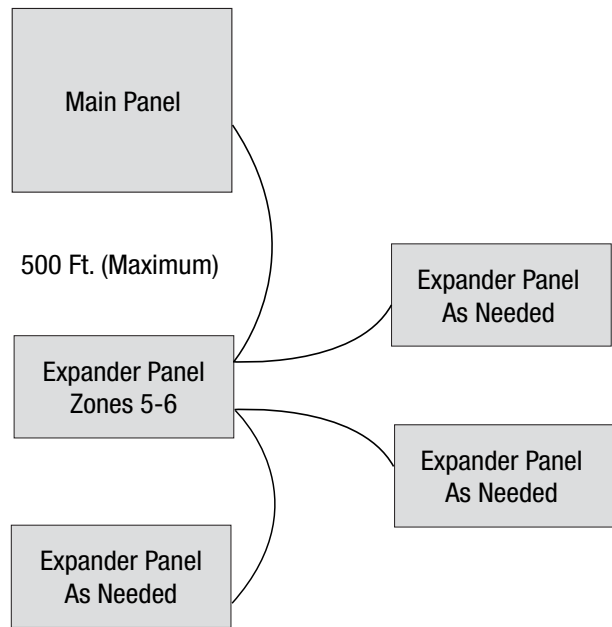 Main Panel
500 Ft. (Maximum)
Expander Panel
As Needed
Expander Panel
Zones 5-6
Expander Panel
As Needed
Expander Panel
As Needed